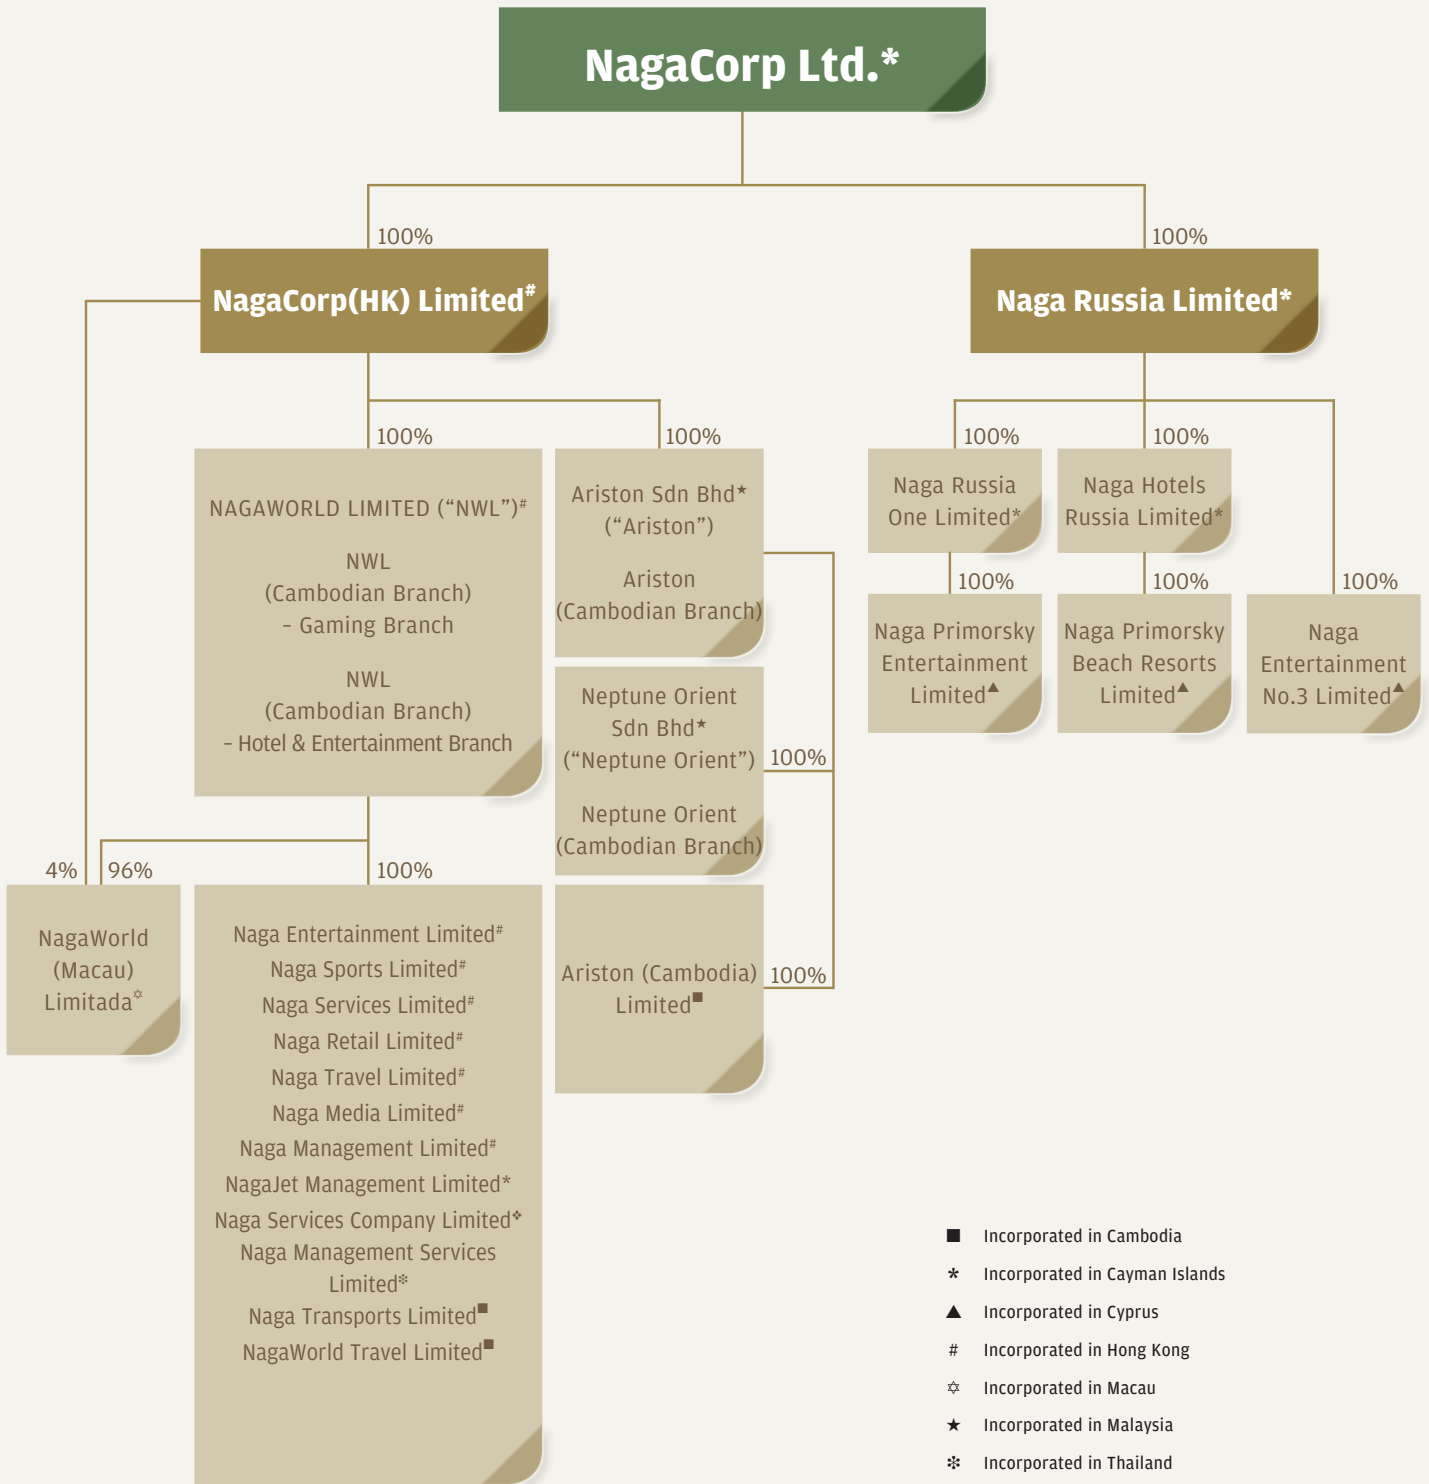 NagaCorp Ltd.*
100%
100%
NagaCorp(HK) Limited#
Naga Russia Limited*
100%
100%
100%
100%
NAGAWORLD LIMITED (“NWL”)#
NWL
(Cambodian Branch)
– Gaming Branch
NWL
(Cambodian Branch)
– Hotel & Entertainment Branch
Ariston Sdn Bhd★
(“Ariston”)
Ariston
(Cambodian Branch)
Naga Russia
One Limited*
Naga Hotels
Russia Limited*
100%
100%
100%
Naga Primorsky
Entertainment
Limited▲
Naga Primorsky
Beach Resorts
Limited▲
Naga
Entertainment
No.3 Limited▲
Neptune Orient
Sdn Bhd★
(“Neptune Orient”)
Neptune Orient
(Cambodian Branch)
100%
4%
96%
100%
NagaWorld
(Macau)
Limitada✡
Naga Entertainment Limited#
Naga Sports Limited#
Naga Services Limited#
Naga Retail Limited#
Naga Travel Limited#
Naga Media Limited#
Naga Management Limited#
NagaJet Management Limited*
Naga Services Company Limited❖
Naga Management Services
Limited❇
Naga Transports Limited■
NagaWorld Travel Limited■
Ariston (Cambodia)
Limited■
100%
■ Incorporated in Cambodia
* Incorporated in Cayman Islands
▲ Incorporated in Cyprus
# Incorporated in Hong Kong
✡ Incorporated in Macau
★ Incorporated in Malaysia
❇ Incorporated in Thailand